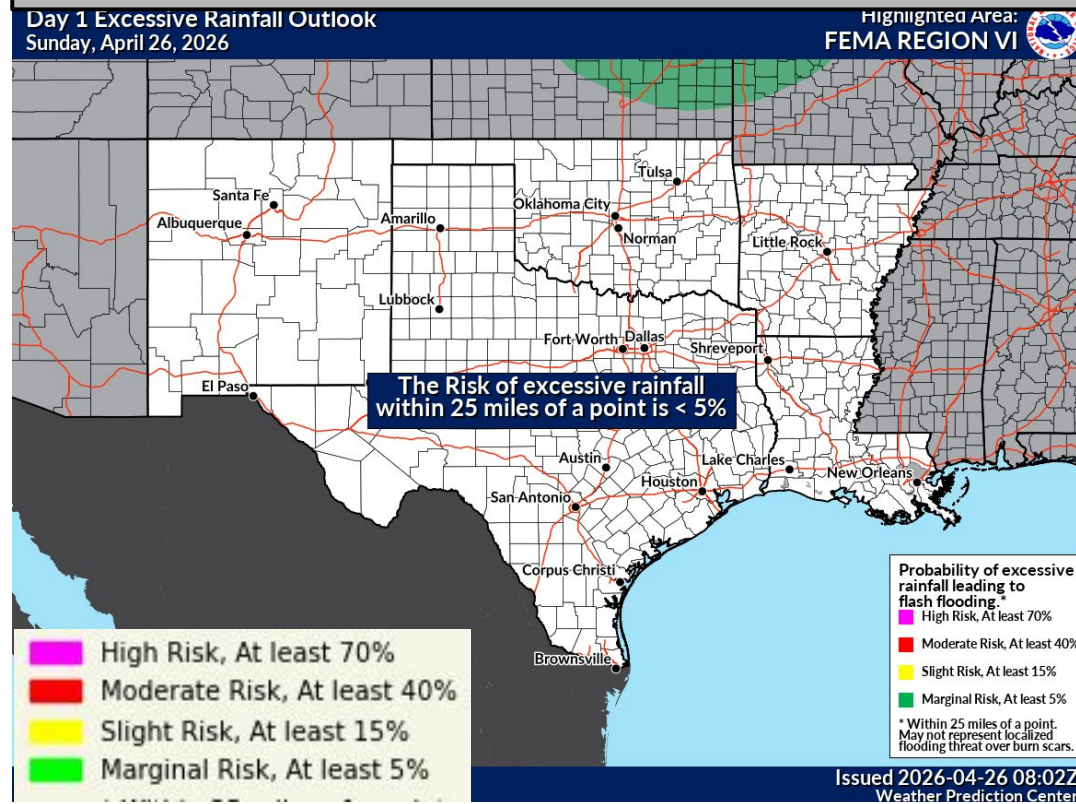 Day 1 Excessive Rainfall Outlook
Sunday, April 26, 2026
Highlighted Area:
FEMA REGION VI
Santa Fe
Albuquerque
Amarillo
Tulsa
Oklahoma City
Norman
Little Rock
Lubbock
Fort Worth
Dallas
Shreveport
El Paso
The Risk of excessive rainfall
within 25 miles of a point is < 5%
Austin
Lake Charles
Houston
New Orleans
San Antonio
Corpus Christi
Brownsville
Probability of excessive
rainfall leading to
flash flooding.*
High Risk, At least 70%
Moderate Risk, At least 40%
Slight Risk, At least 15%
Marginal Risk, At least 5%
* Within 25 miles of a point.
May not represent localized
flooding threat over burn scars.
High Risk, At least 70%
Moderate Risk, At least 40%
Slight Risk, At least 15%
Marginal Risk, At least 5%
Issued 2026-04-26 08:02Z
Weather Prediction Center